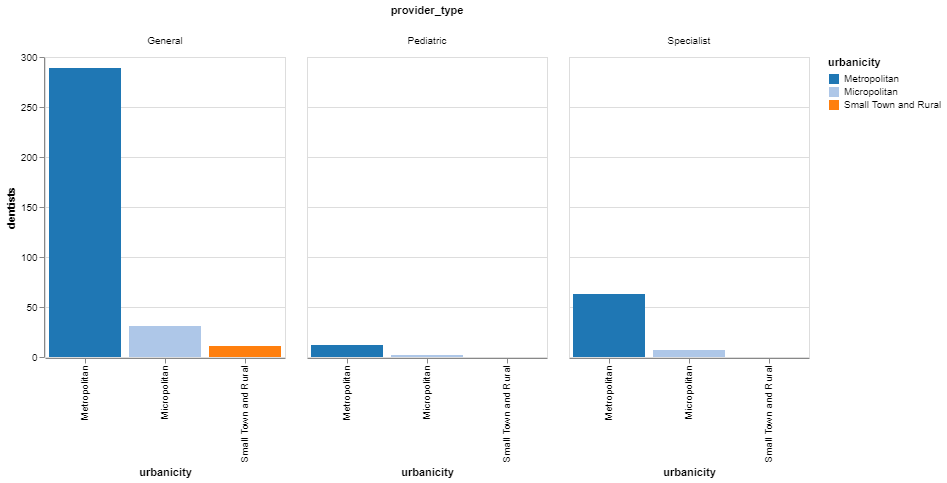 provider_type
General
Pediatric
Specialist
dentists
300
250
200
150
100
50
0
Metropolitan
Micropolitan
Small Town and Rural
urbanicity
Metropolitan
Micropolitan
Small Town and Rural
urbanicity
Metropolitan
Micropolitan
Small Town and Rural
urbanicity
urbanicity
Metropolitan
Micropolitan
Small Town and Rural